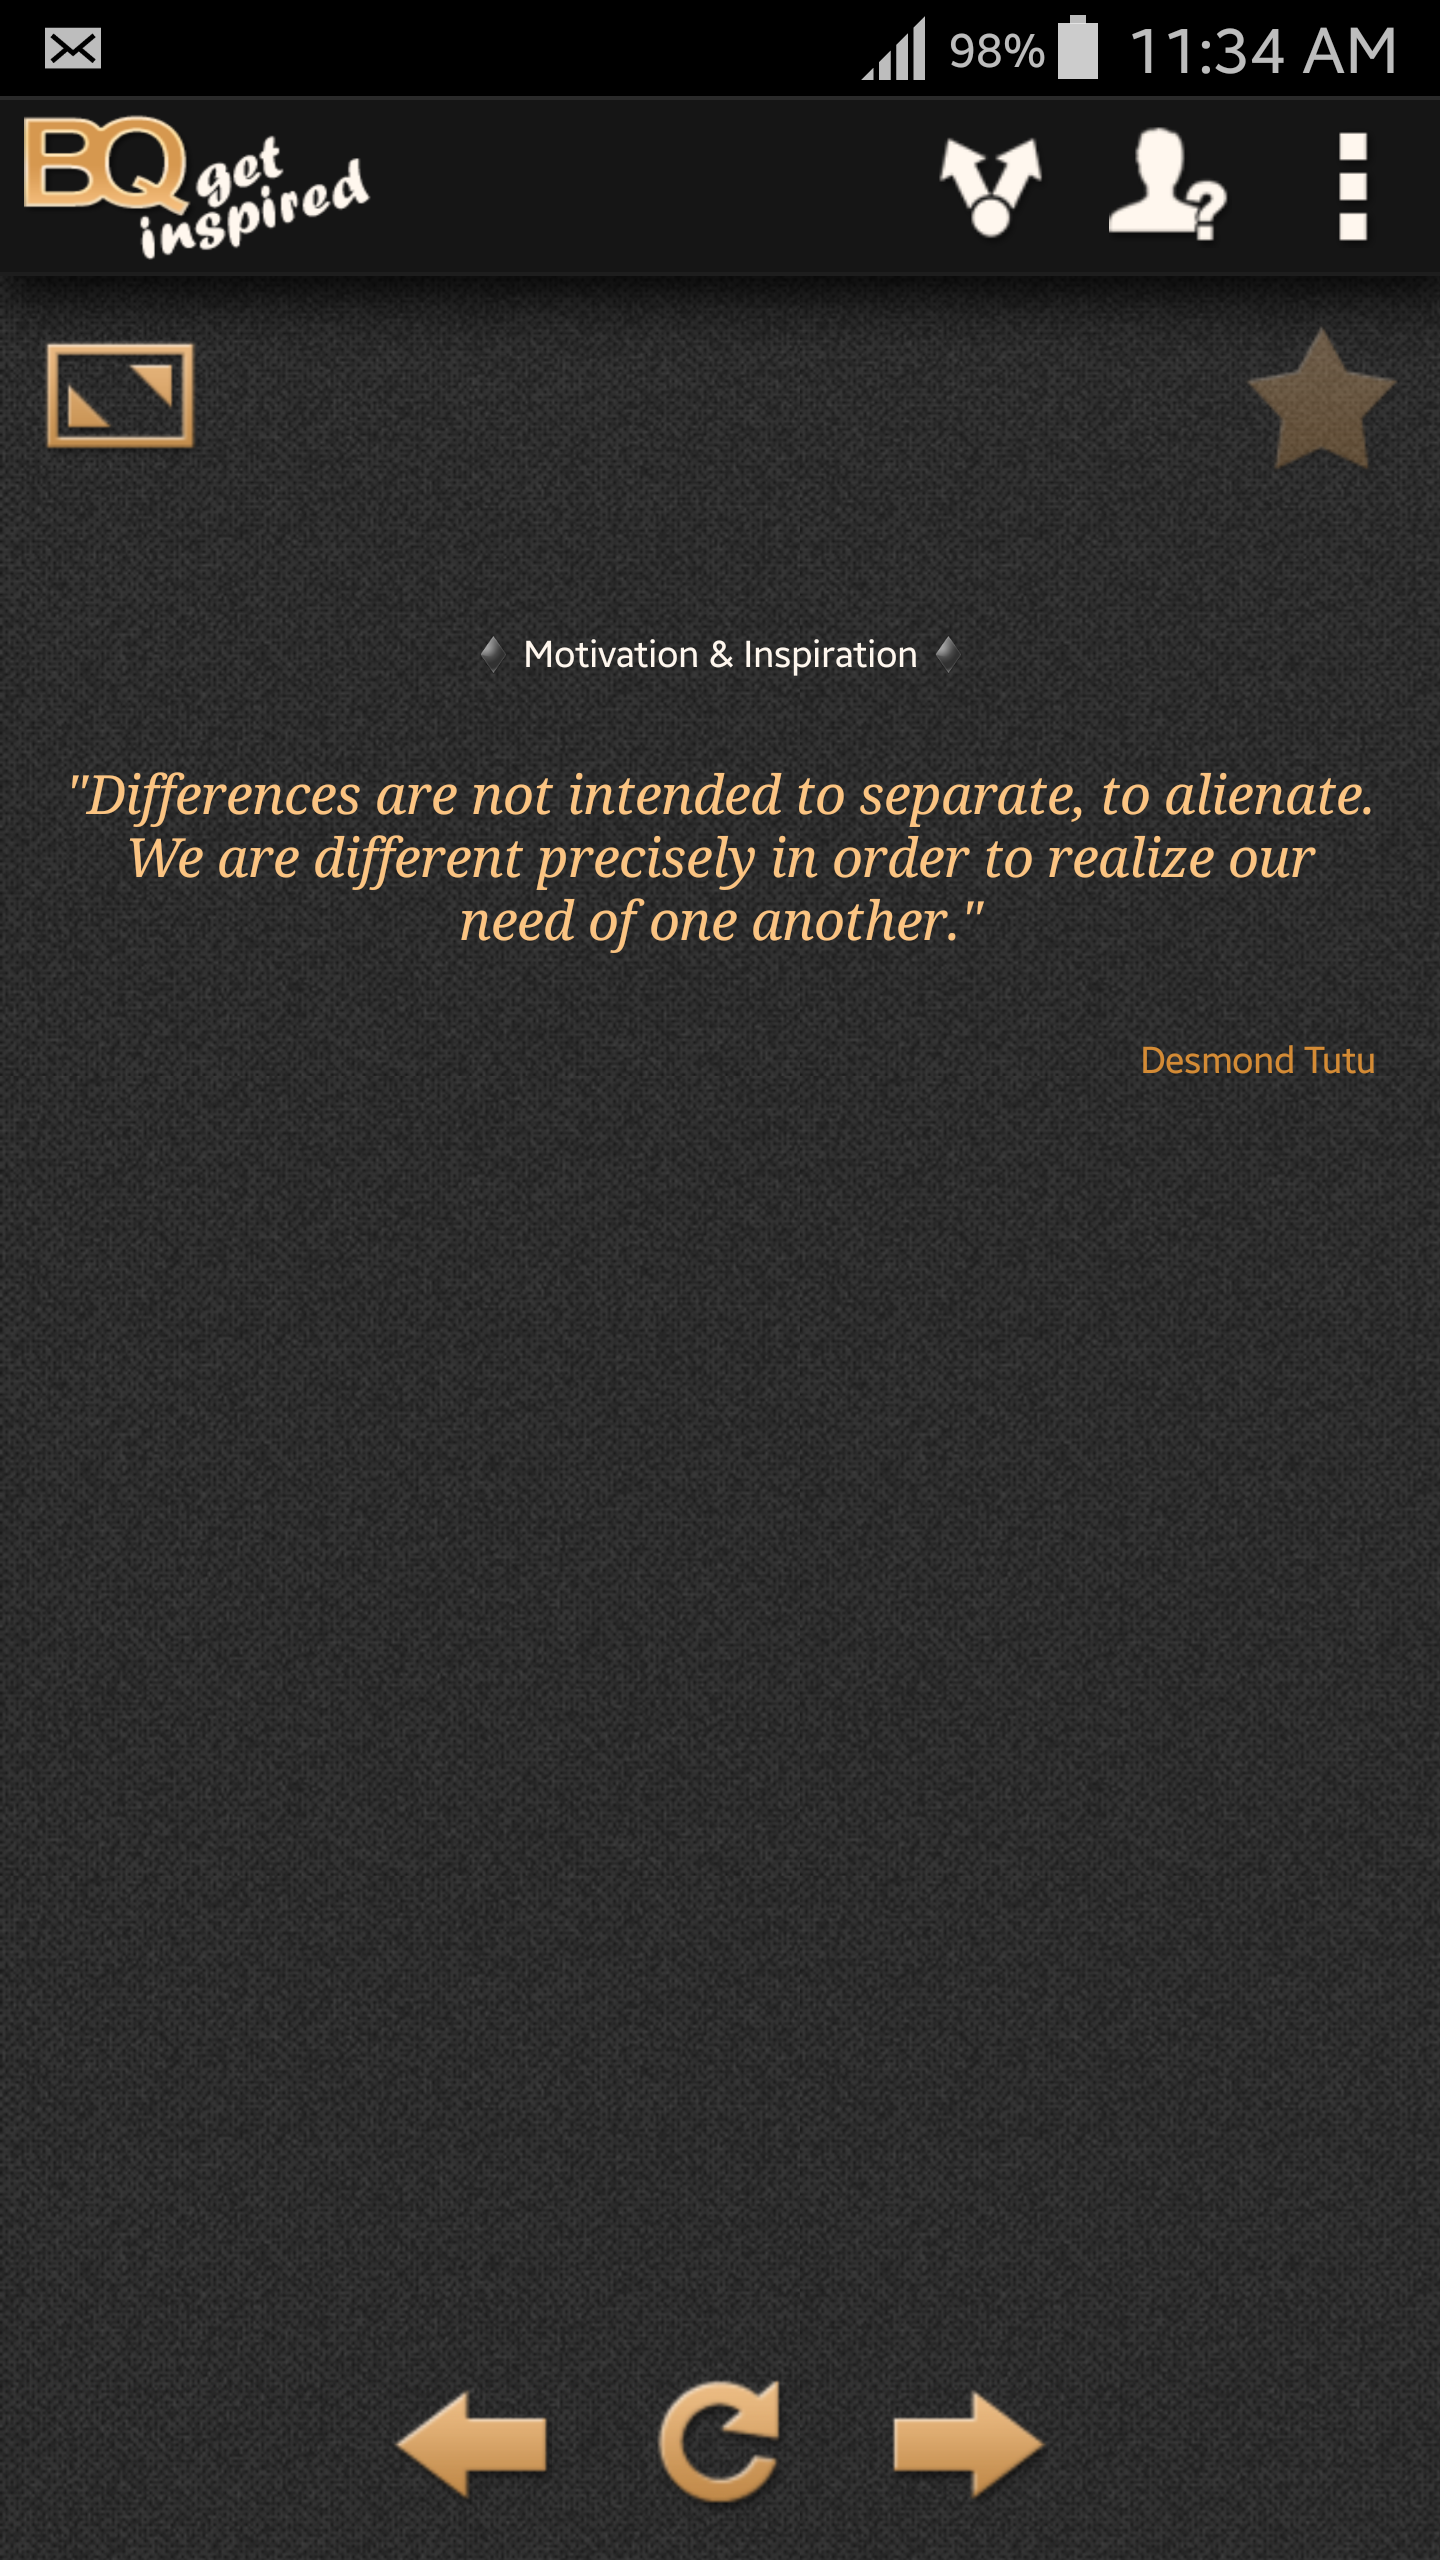 98% 11:34 AM
BQ get
inspired
Motivation & Inspiration
"Differences are not intended to separate, to alienate.
We are different precisely in order to realize our
need of one another."
Desmond Tutu